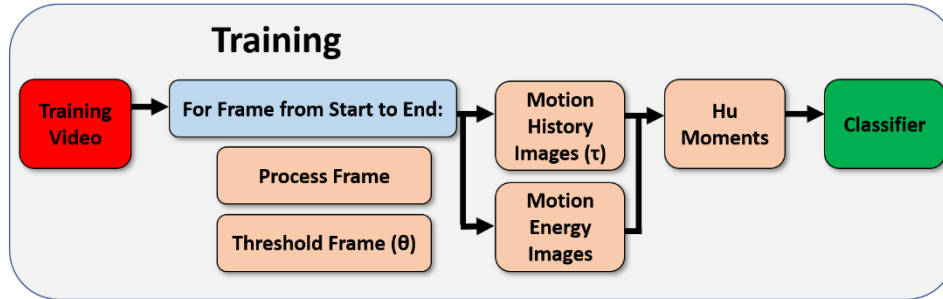 Training
Training
Video
For Frame from Start to End:
Process Frame
Threshold Frame (θ)
Motion
History
Images (τ)
Motion
Energy
Images
Hu
Moments
Classifier